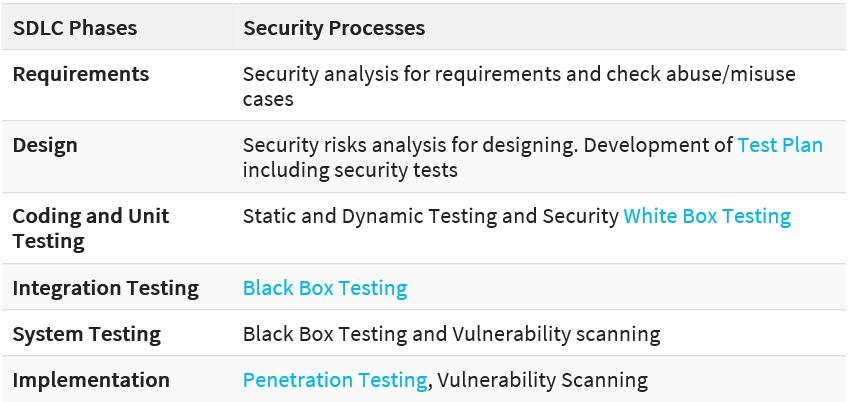 SDLC Phases Security Processes
Requirements Security analysis for requirements and check abuse/misuse
cases
Design Security risks analysis for designing. Development of Test Plan
including security tests
Coding and Unit Static and Dynamic Testing and Security White Box Testing
Testing
Integration Testing Black Box Testing
System Testing Black Box Testing and Vulnerability scanning
Implementation Penetration Testing, Vulnerability Scanning